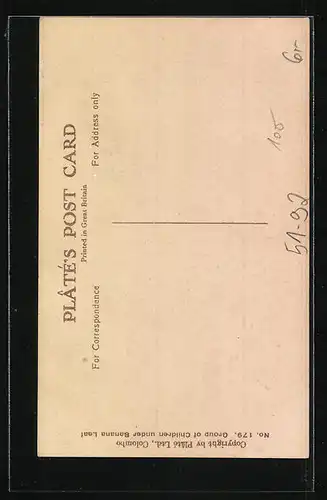 PLÂTÉ'S POST CARD
Printed in Great Britain
For Correspondence
For Address only
No. 179. Group of Children under Banana Leaf
Copyright by Plâté Ltd., Colombo
6r
100
51-92